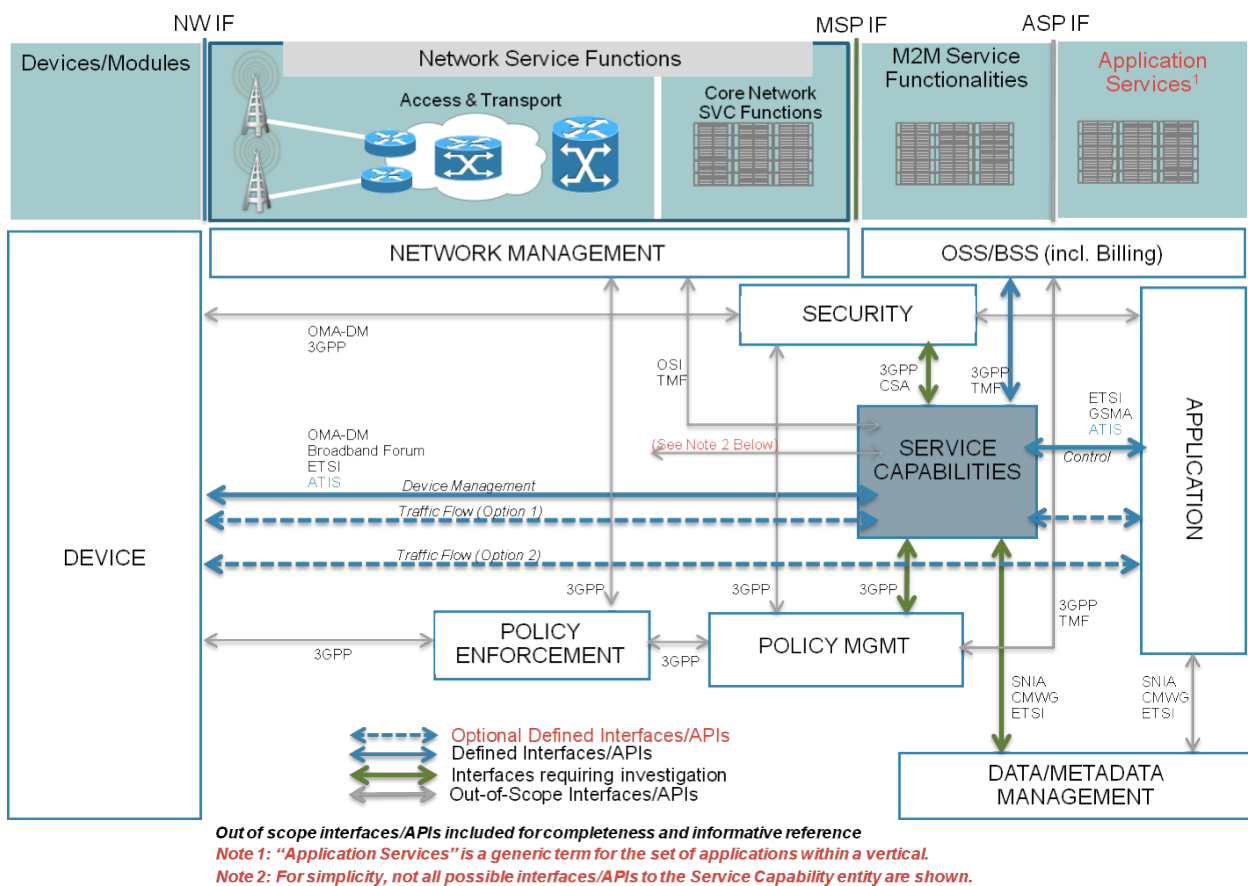 NW IF
MSP IF
ASP IF
Devices/Modules
Network Service Functions
Access & Transport
Core Network
SVC Functions
M2M Service
Functionalities
Application
Services1
NETWORK MANAGEMENT
OSS/BSS (incl. Billing)
SECURITY
OMA-DM
3GPP
OSI
TMF
3GPP
CSA
3GPP
TMF
ETSI
GSMA
ATIS
Control
APPLICATION
OMA-DM
Broadband Forum
ETSI
ATIS
(See Note 2 Below)
SERVICE
CAPABILITIES
Device Management
Traffic Flow (Option 1)
Traffic Flow (Option 2)
DEVICE
3GPP
3GPP
3GPP
3GPP
TMF
POLICY
ENFORCEMENT
POLICY MGMT
3GPP
3GPP
SNIA
CMWG
ETSI
SNIA
CMWG
ETSI
Optional Defined Interfaces/APIs
Defined Interfaces/APIs
Interfaces requiring investigation
Out-of-Scope Interfaces/APIs
DATA/METADATA
MANAGEMENT
Out of scope interfaces/APIs included for completeness and informative reference
Note 1: “Application Services” is a generic term for the set of applications within a vertical.
Note 2: For simplicity, not all possible interfaces/APIs to the Service Capability entity are shown.